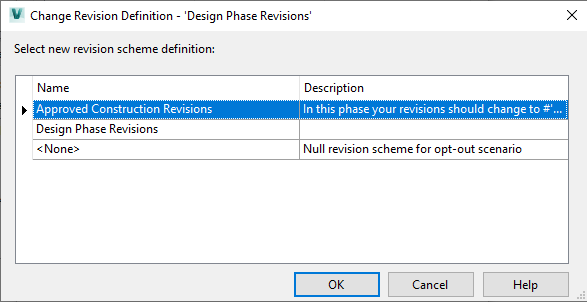 Change Revision Definition - 'Design Phase Revisions'
Select new revision scheme definition:
Name Description
Approved Construction Revisions In this phase your revisions should change to #'...
Design Phase Revisions
<None> Null revision scheme for opt-out scenario
OK Cancel Help